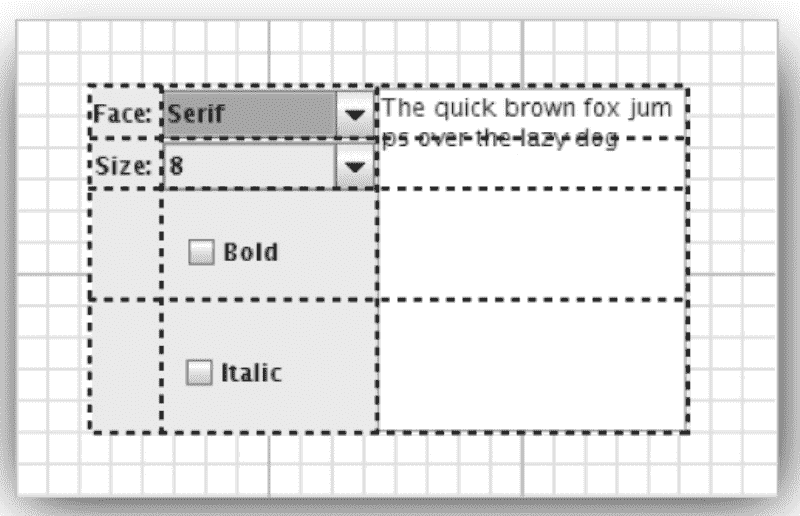 Face: Serif
The quick brown fox jum
ps over the lazy dog
Size: 8
Bold
Italic